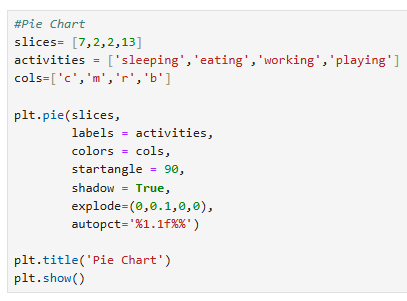 #Pie Chart
slices= [7,2,2,13]
activities = ['sleeping','eating','working','playing']
cols=['c','m','r','b']
plt.pie(slices,
        labels = activities,
        colors = cols,
        startangle = 90,
        shadow = True,
        explode=(0,0.1,0,0),
        autopct='%1.1f%%')
plt.title('Pie Chart')
plt.show()